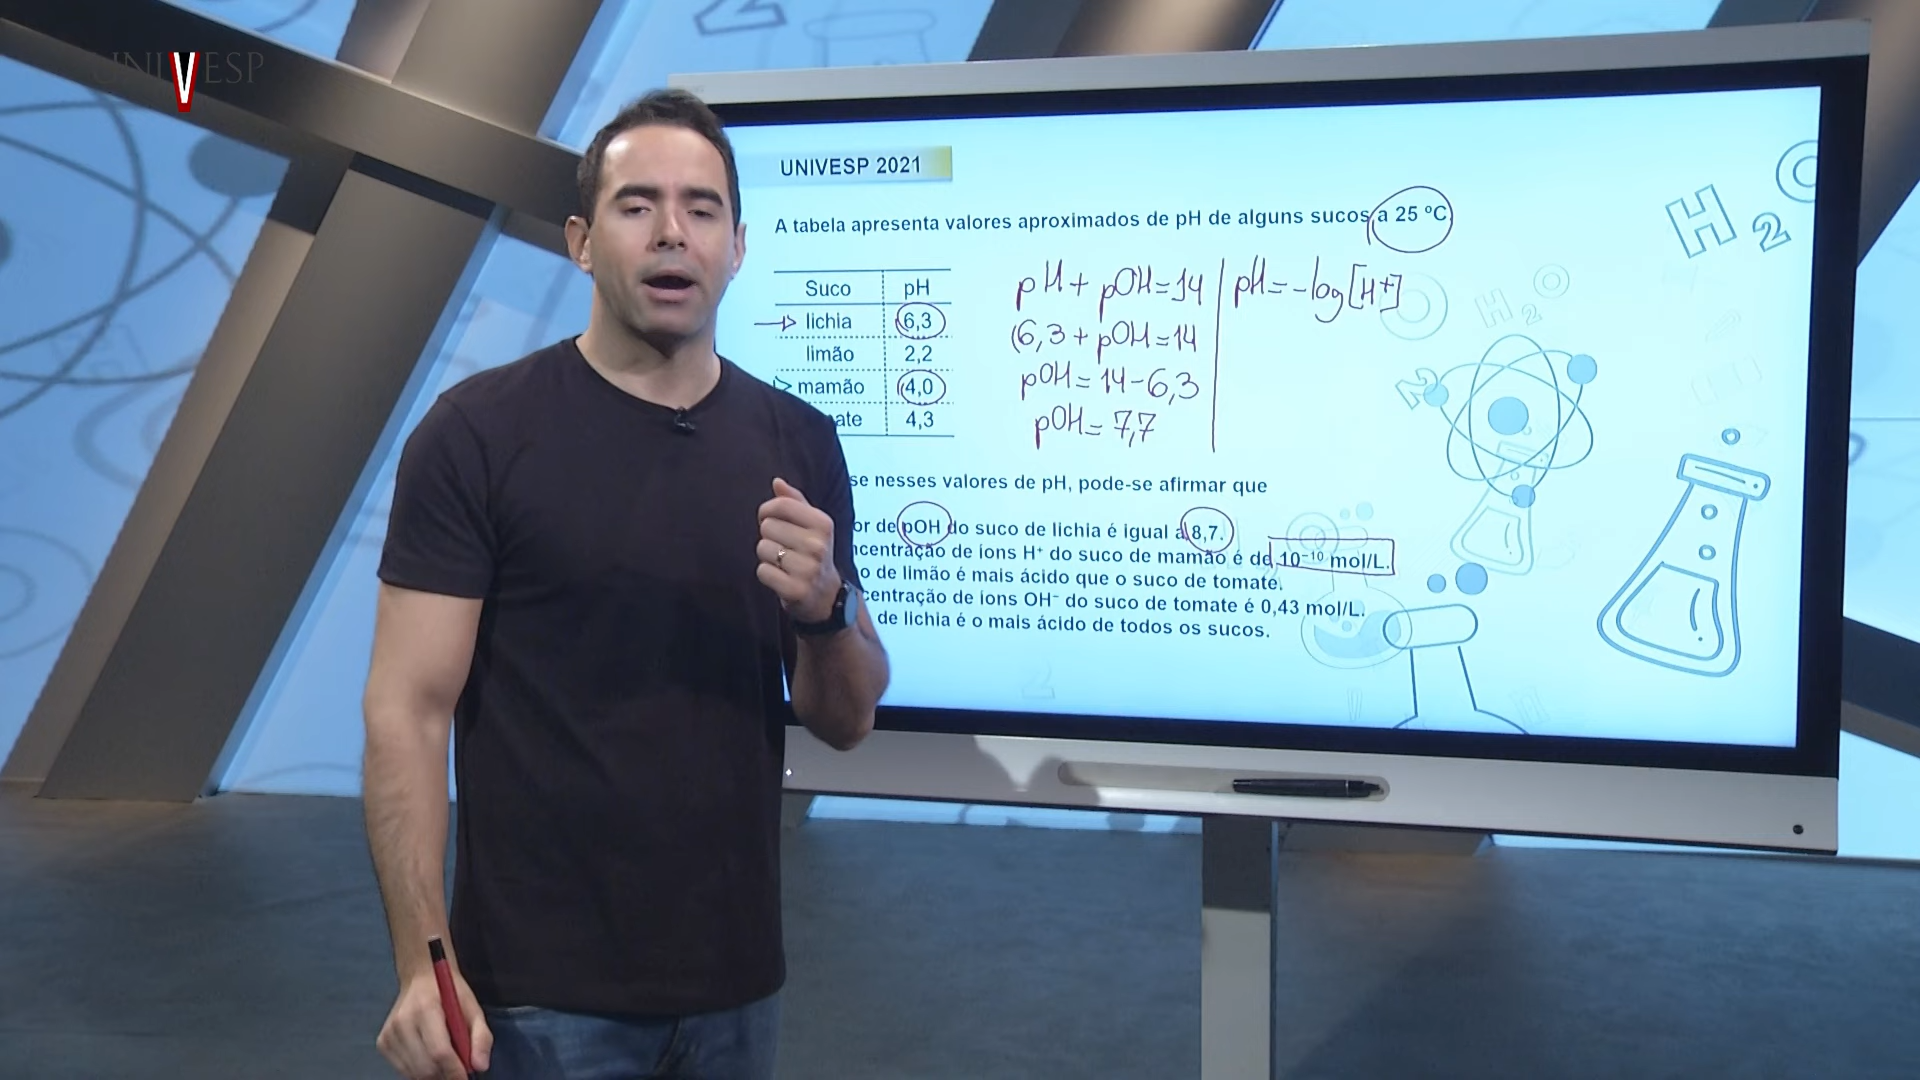 UNIVESP
UNIVESP 2021
A tabela apresenta valores aproximados de pH de alguns sucos a 25 ºC.
Suco pH
lichia 6,3
limão 2,2
mamão 4,0
4,3
pH + pOH = 14
6,3 + pOH = 14
pOH = 14 - 6,3
pOH = 7,7
pH = -log [H+]
nesses valores de pH, pode-se afirmar que
de pOH do suco de lichia é igual a 8,7.
de íons H⁺ do suco de mamão é de 10⁻¹⁰ mol/L.
de limão é mais ácido que o suco de tomate.
de íons OH⁻ do suco de tomate é 0,43 mol/L.
de lichia é o mais ácido de todos os sucos.
H₂O
H₂O